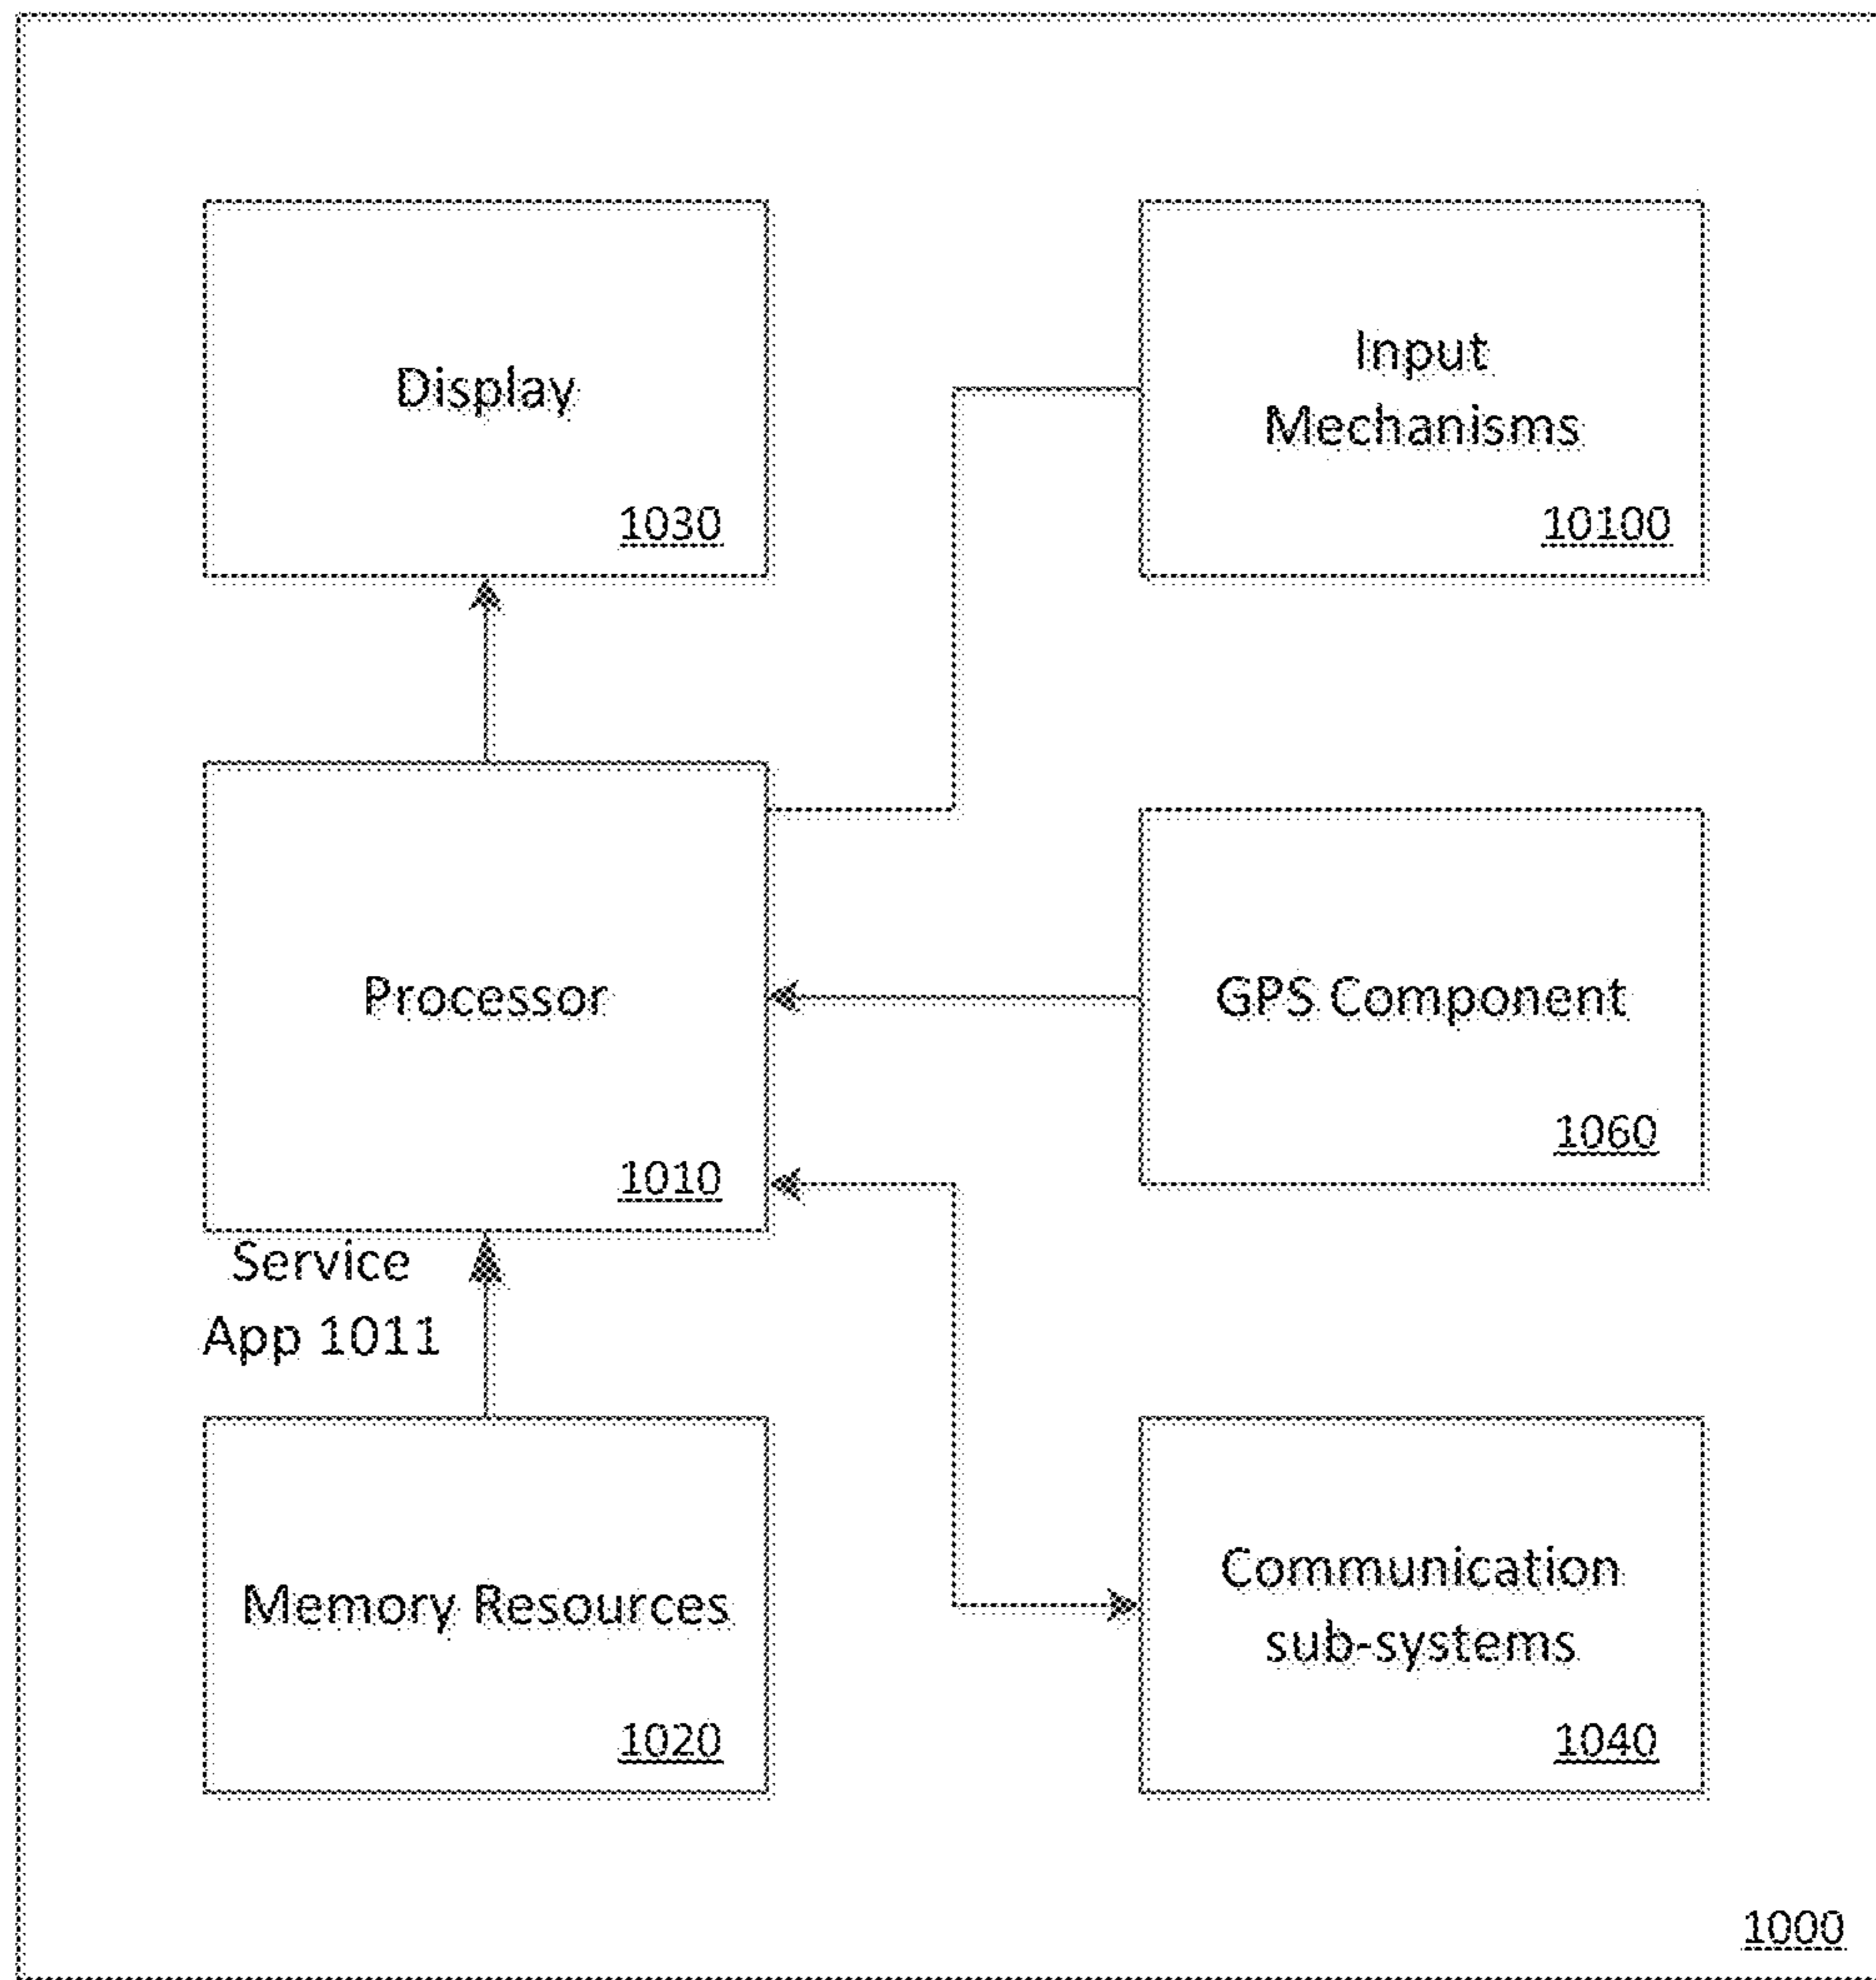 Display
1030
Input
Mechanisms
10100
Processor
1010
GPS Component
1060
Service
App 1011
Memory Resources
1020
Communication
sub-systems
1040
1000